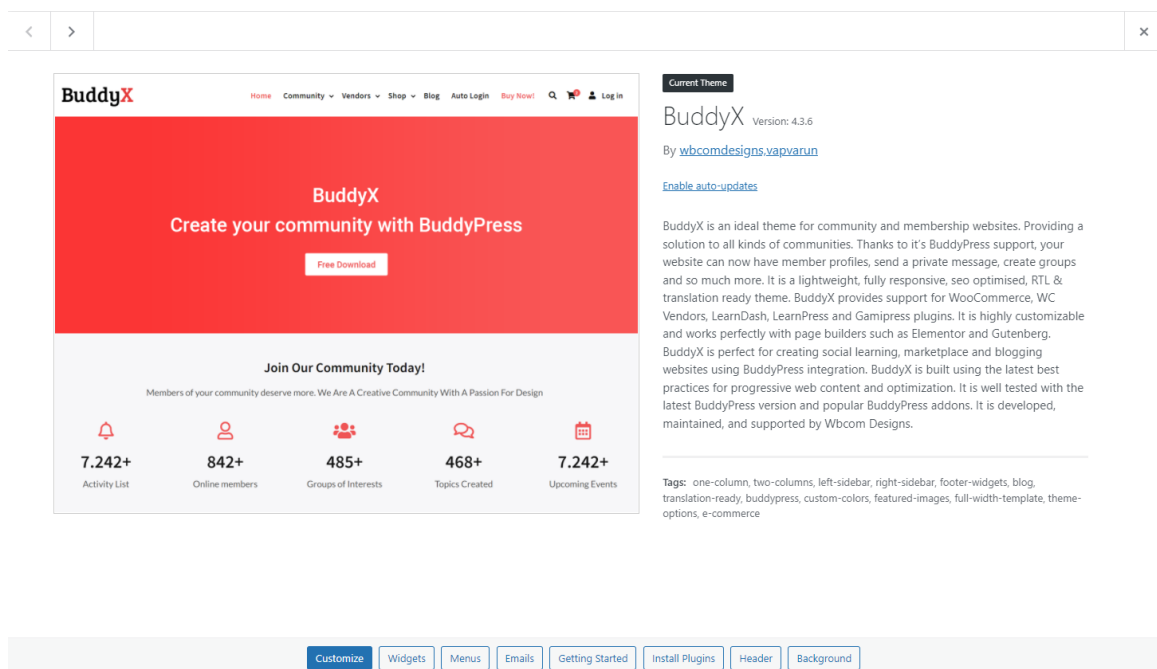 BuddyX
Home Community Vendors Shop Blog Auto Login Buy Now! Log in
BuddyX
Create your community with BuddyPress
Free Download
Join Our Community Today!
Members of your community deserve more. We Are A Creative Community With A Passion For Design
7.242+ 842+ 485+ 468+ 7.242+
Activity List Online members Groups of Interests Topics Created Upcoming Events
Current Theme
BuddyX Version: 4.3.6
By wbcomdesigns,vapvarun
Enable auto-updates
BuddyX is an ideal theme for community and membership websites. Providing a
solution to all kinds of communities. Thanks to it's BuddyPress support, your
website can now have member profiles, send a private message, create groups
and so much more. It is a lightweight, fully responsive, seo optimised, RTL &
translation ready theme. BuddyX provides support for WooCommerce, WC
Vendors, LearnDash, LearnPress and Gamipress plugins. It is highly customizable
and works perfectly with page builders such as Elementor and Gutenberg.
BuddyX is perfect for creating social learning, marketplace and blogging
websites using BuddyPress integration. BuddyX is built using the latest best
practices for progressive web content and optimization. It is well tested with the
latest BuddyPress version and popular BuddyPress addons. It is developed,
maintained, and supported by Wbcom Designs.
Tags: one-column, two-columns, left-sidebar, right-sidebar, footer-widgets, blog,
translation-ready, buddypress, custom-colors, featured-images, full-width-template, theme-
options, e-commerce
Customize Widgets Menus Emails Getting Started Install Plugins Header Background